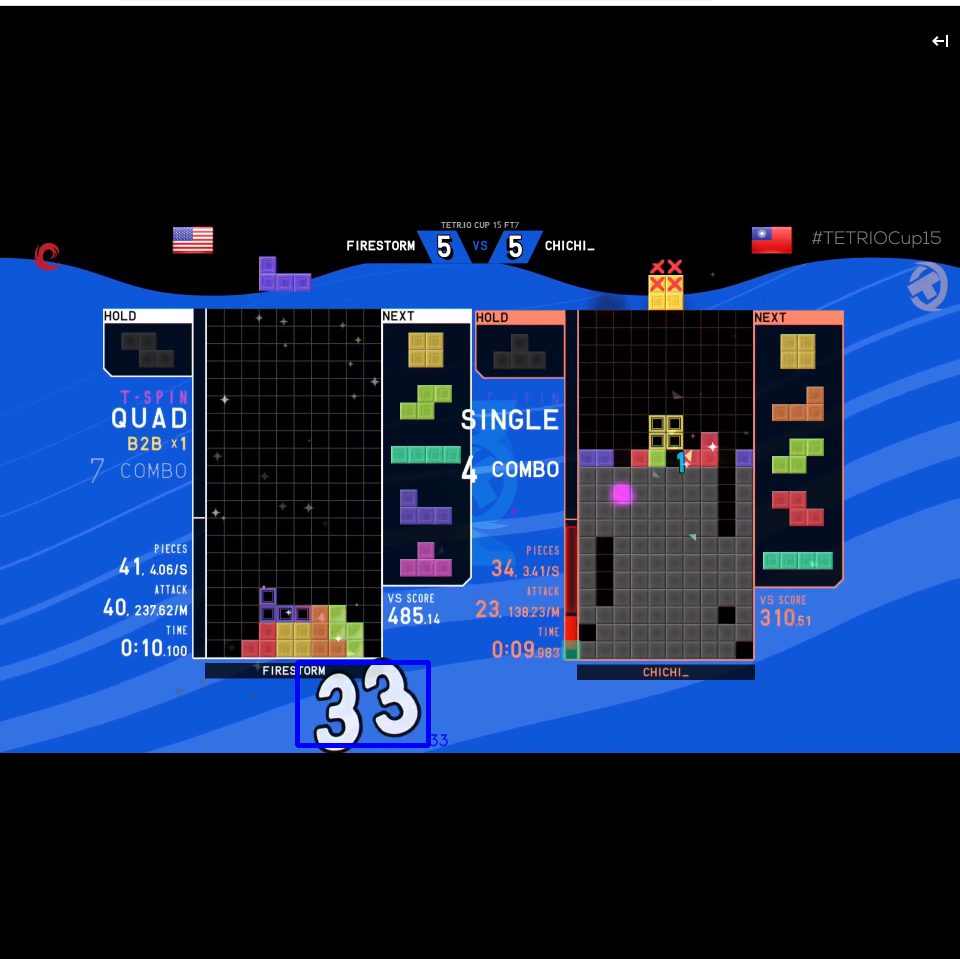 TETR.IO CUP 15 FT7
FIRESTORM 5 VS 5 CHICHI_
#TETRIOCup15
HOLD
NEXT
T-SPIN
QUAD
B2B ×1
7 COMBO
PIECES
41, 4.06/S
ATTACK
40, 237.62/M
TIME
0:10.100
VS SCORE
485.14
FIRESTORM
33
33
HOLD
NEXT
T-SPIN
SINGLE
4 COMBO
1
PIECES
34, 3.41/S
ATTACK
23, 138.23/M
TIME
0:09.983
VS SCORE
310.51
CHICHI_